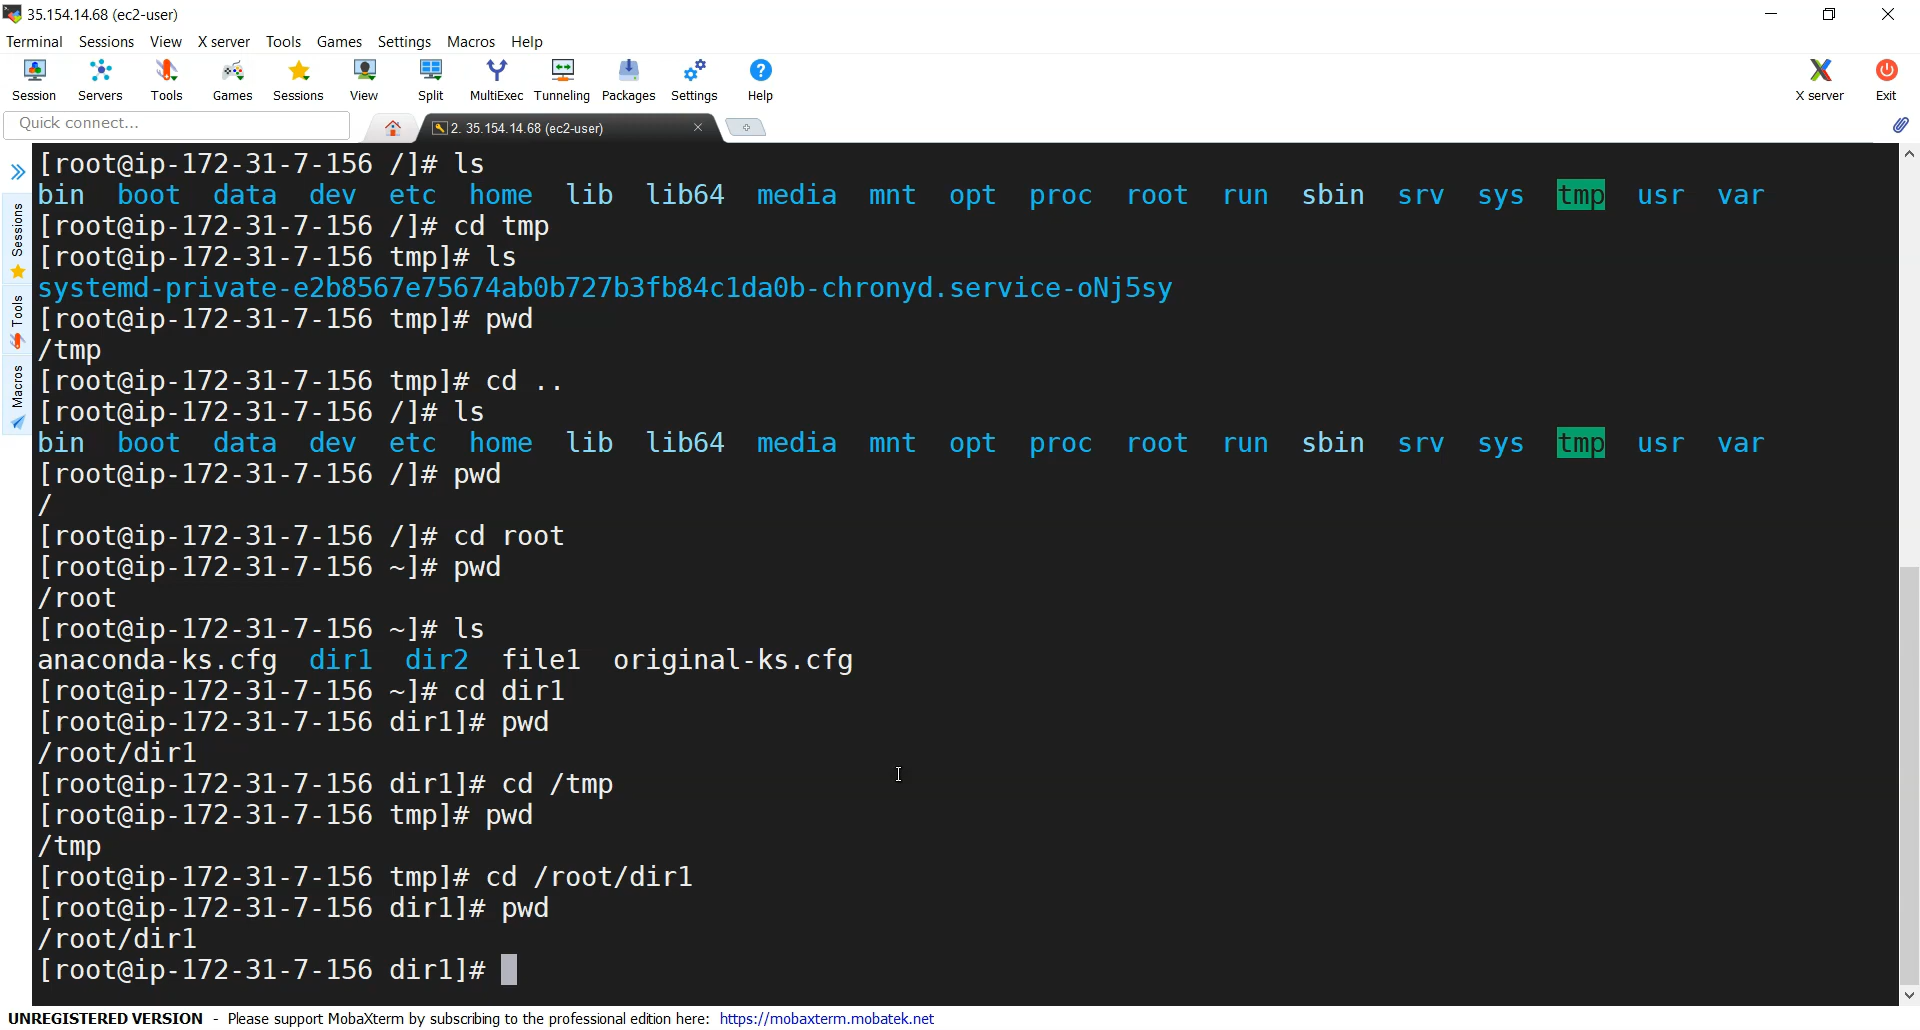 35.154.14.68 (ec2-user)
Terminal Sessions View X server Tools Games Settings Macros Help
Session Servers Tools Games Sessions View Split MultiExec Tunneling Packages Settings Help X server Exit
Quick connect... 2. 35.154.14.68 (ec2-user)
Sessions
Tools
Macros
[root@ip-172-31-7-156 /]# ls
bin boot data dev etc home lib lib64 media mnt opt proc root run sbin srv sys tmp usr var
[root@ip-172-31-7-156 /]# cd tmp
[root@ip-172-31-7-156 tmp]# ls
systemd-private-e2b8567e75674ab0b727b3fb84c1da0b-chronyd.service-oNj5sy
[root@ip-172-31-7-156 tmp]# pwd
/tmp
[root@ip-172-31-7-156 tmp]# cd ..
[root@ip-172-31-7-156 /]# ls
bin boot data dev etc home lib lib64 media mnt opt proc root run sbin srv sys tmp usr var
[root@ip-172-31-7-156 /]# pwd
/
[root@ip-172-31-7-156 /]# cd root
[root@ip-172-31-7-156 ~]# pwd
/root
[root@ip-172-31-7-156 ~]# ls
anaconda-ks.cfg dir1 dir2 file1 original-ks.cfg
[root@ip-172-31-7-156 ~]# cd dir1
[root@ip-172-31-7-156 dir1]# pwd
/root/dir1
[root@ip-172-31-7-156 dir1]# cd /tmp
[root@ip-172-31-7-156 tmp]# pwd
/tmp
[root@ip-172-31-7-156 tmp]# cd /root/dir1
[root@ip-172-31-7-156 dir1]# pwd
/root/dir1
[root@ip-172-31-7-156 dir1]#
UNREGISTERED VERSION - Please support MobaXterm by subscribing to the professional edition here: https://mobaxterm.mobatek.net